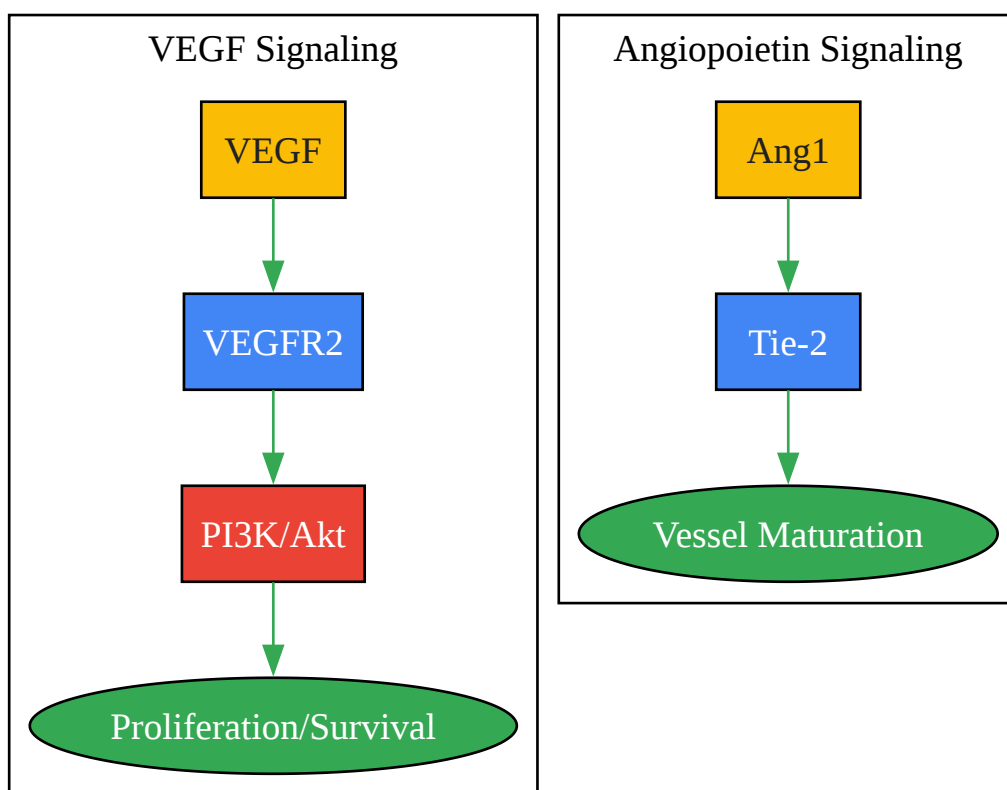 VEGF Signaling
VEGF
VEGFR2
PI3K/Akt
Proliferation/Survival
Angiopoietin Signaling
Ang1
Tie-2
Vessel Maturation